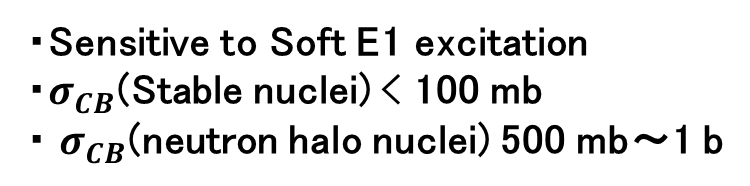 ▪Sensitive to Soft E1 excitation
▪σCB(Stable nuclei)< 100 mb
▪ σCB(neutron halo nuclei) 500 mb～1 b